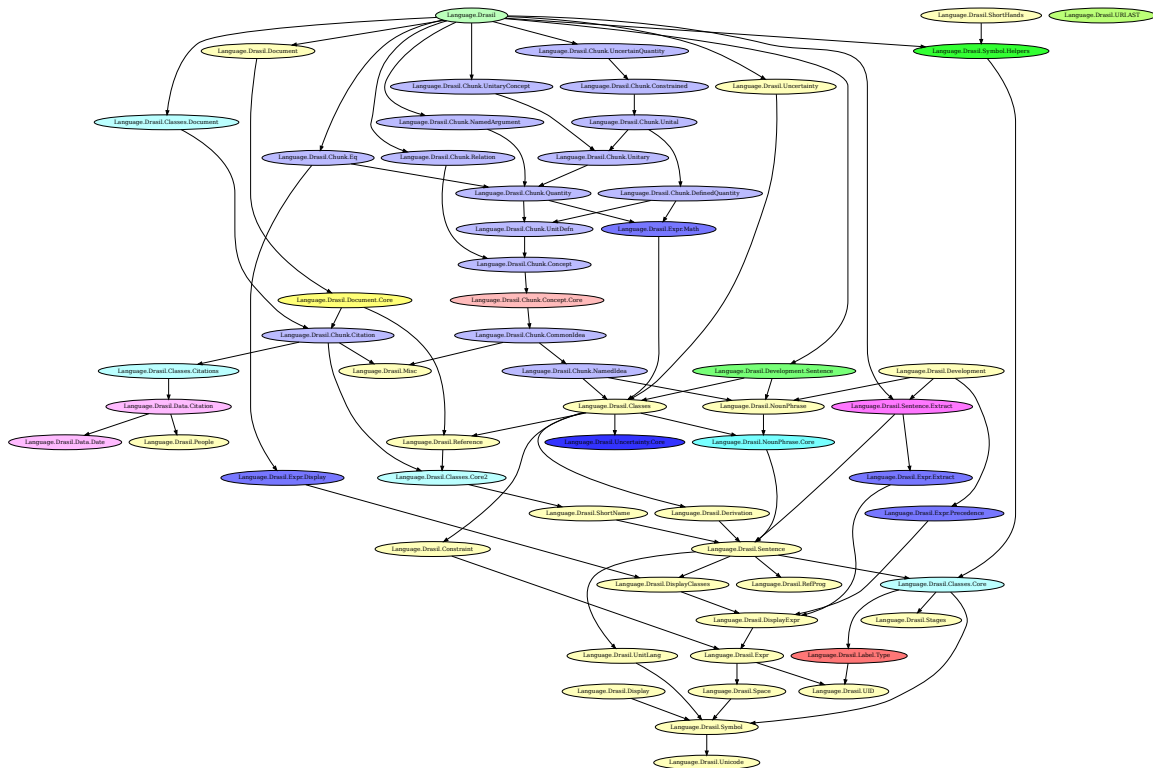 Language.Drasil
Language.Drasil.ShortHands
Language.Drasil.URLAST
Language.Drasil.Document
Language.Drasil.Chunk.UncertainQuantity
Language.Drasil.Symbol.Helpers
Language.Drasil.Chunk.UnitaryConcept
Language.Drasil.Chunk.Constrained
Language.Drasil.Uncertainty
Language.Drasil.Classes.Document
Language.Drasil.Chunk.NamedArgument
Language.Drasil.Chunk.Unital
Language.Drasil.Chunk.Eq
Language.Drasil.Chunk.Relation
Language.Drasil.Chunk.Unitary
Language.Drasil.Chunk.Quantity
Language.Drasil.Chunk.DefinedQuantity
Language.Drasil.Chunk.UnitDefn
Language.Drasil.Expr.Math
Language.Drasil.Chunk.Concept
Language.Drasil.Document.Core
Language.Drasil.Chunk.Concept.Core
Language.Drasil.Chunk.Citation
Language.Drasil.Chunk.CommonIdea
Language.Drasil.Classes.Citations
Language.Drasil.Misc
Language.Drasil.Chunk.NamedIdea
Language.Drasil.Development.Sentence
Language.Drasil.Development
Language.Drasil.Data.Citation
Language.Drasil.Classes
Language.Drasil.NounPhrase
Language.Drasil.Sentence.Extract
Language.Drasil.Data.Date
Language.Drasil.People
Language.Drasil.Reference
Language.Drasil.Uncertainty.Core
Language.Drasil.NounPhrase.Core
Language.Drasil.Expr.Display
Language.Drasil.Classes.Core2
Language.Drasil.Expr.Extract
Language.Drasil.ShortName
Language.Drasil.Derivation
Language.Drasil.Expr.Precedence
Language.Drasil.Constraint
Language.Drasil.Sentence
Language.Drasil.DisplayClasses
Language.Drasil.RefProg
Language.Drasil.Classes.Core
Language.Drasil.DisplayExpr
Language.Drasil.Stages
Language.Drasil.UnitLang
Language.Drasil.Expr
Language.Drasil.Label.Type
Language.Drasil.Display
Language.Drasil.Space
Language.Drasil.UID
Language.Drasil.Symbol
Language.Drasil.Unicode